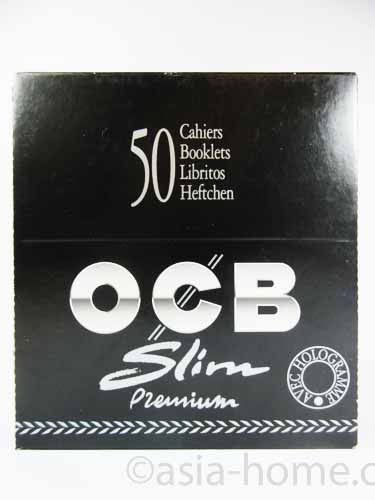 50
Cahiers
Booklets
Libritos
Heftchen
OCB
Slim
Premium
AVEC HOLOGRAMME
©asia-home.c